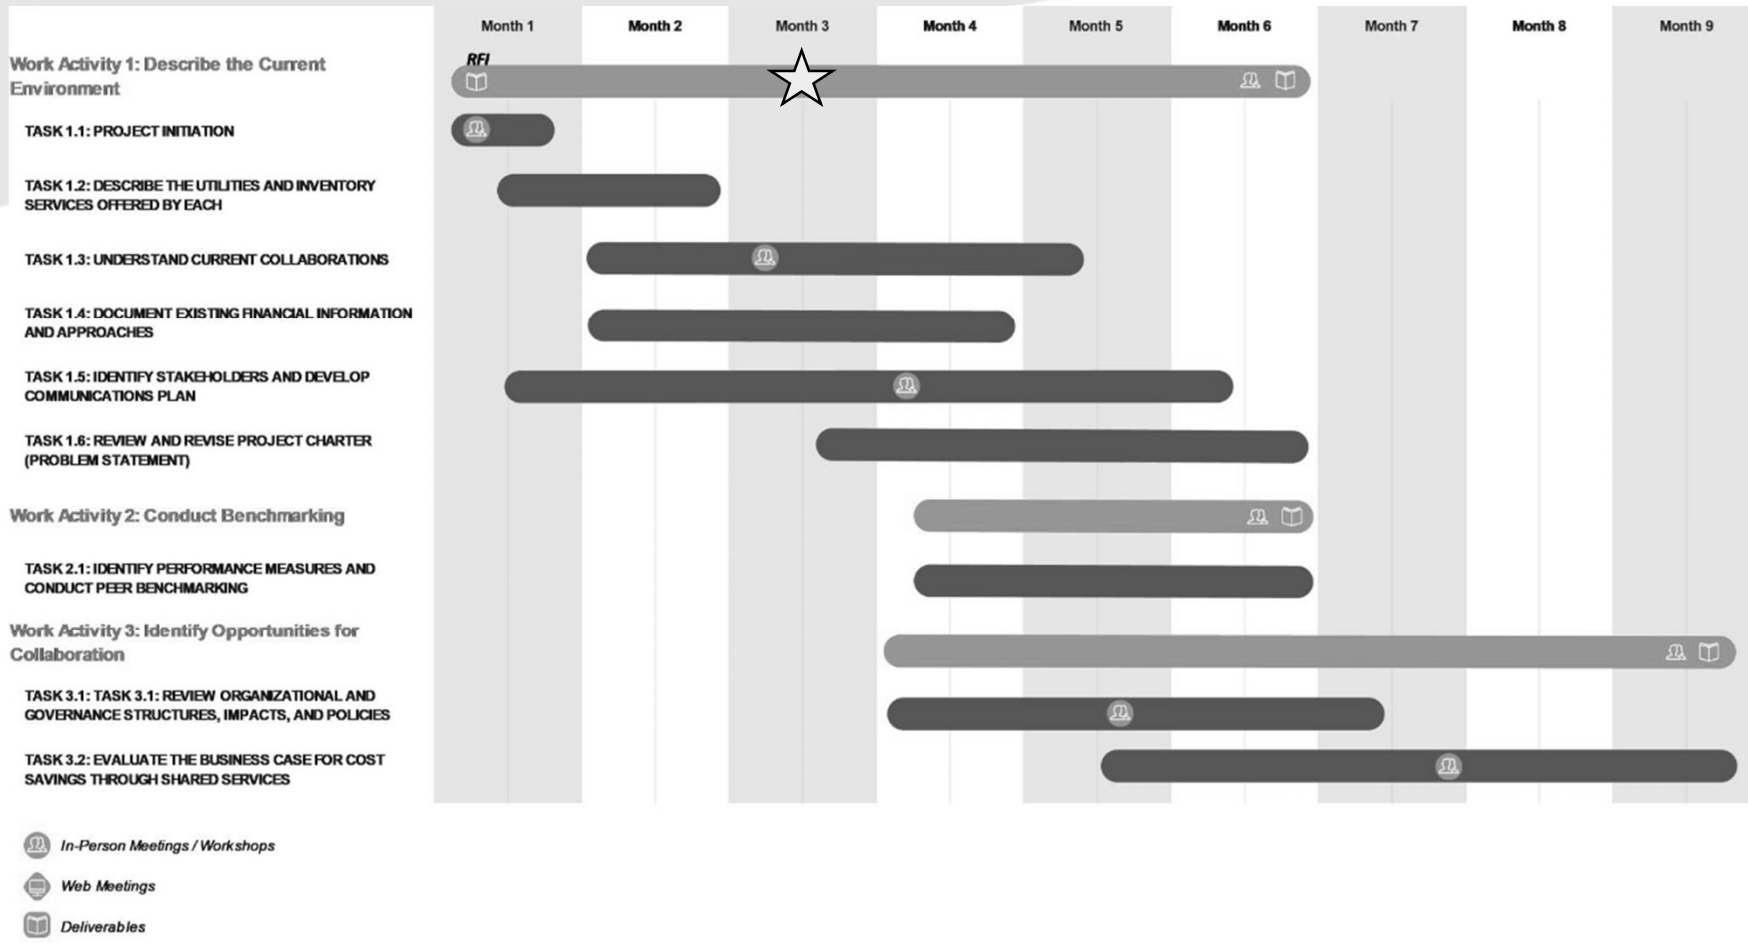 Month 1 Month 2 Month 3 Month 4 Month 5 Month 6 Month 7 Month 8 Month 9
RFI
Work Activity 1: Describe the Current
Environment
TASK 1.1: PROJECT INITIATION
TASK 1.2: DESCRIBE THE UTILITIES AND INVENTORY
SERVICES OFFERED BY EACH
TASK 1.3: UNDERSTAND CURRENT COLLABORATIONS
TASK 1.4: DOCUMENT EXISTING FINANCIAL INFORMATION
AND APPROACHES
TASK 1.5: IDENTIFY STAKEHOLDERS AND DEVELOP
COMMUNICATIONS PLAN
TASK 1.6: REVIEW AND REVISE PROJECT CHARTER
(PROBLEM STATEMENT)
Work Activity 2: Conduct Benchmarking
TASK 2.1: IDENTIFY PERFORMANCE MEASURES AND
CONDUCT PEER BENCHMARKING
Work Activity 3: Identify Opportunities for
Collaboration
TASK 3.1: TASK 3.1: REVIEW ORGANIZATIONAL AND
GOVERNANCE STRUCTURES, IMPACTS, AND POLICIES
TASK 3.2: EVALUATE THE BUSINESS CASE FOR COST
SAVINGS THROUGH SHARED SERVICES
In-Person Meetings / Workshops
Web Meetings
Deliverables